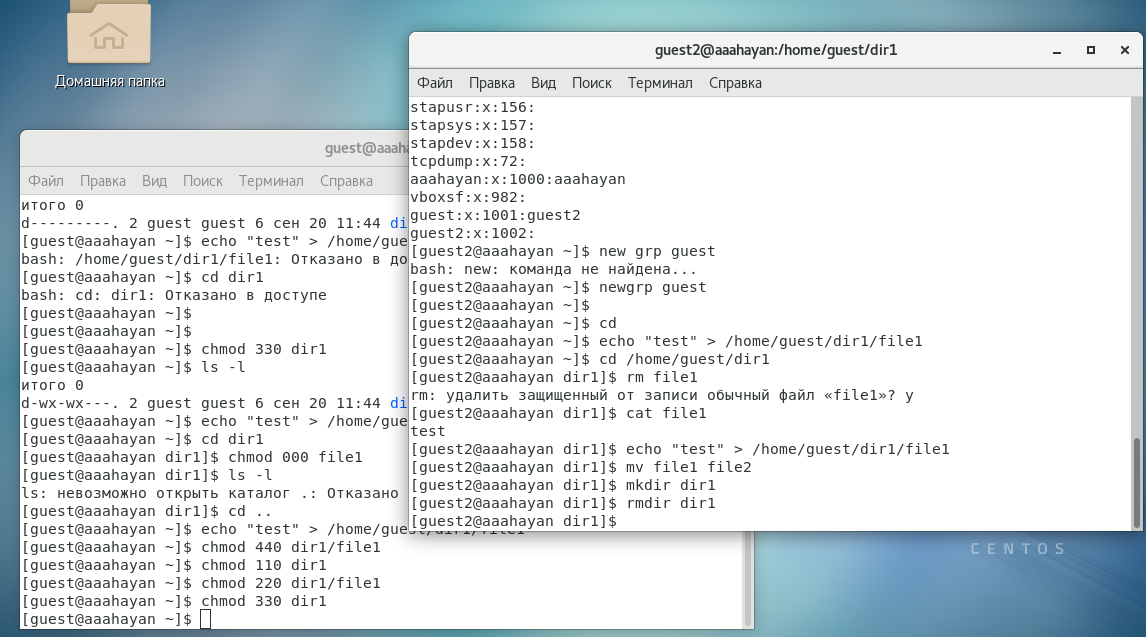 Домашняя папка
guest2@aaahayan:/home/guest/dir1
Файл Правка Вид Поиск Терминал Справка
stapusr:x:156:
stapsys:x:157:
stapdev:x:158:
tcpdump:x:72:
aaahayan:x:1000:aaahayan
vboxsf:x:982:
guest:x:1001:guest2
guest2:x:1002:
[guest2@aaahayan ~]$ new grp guest
bash: new: команда не найдена...
[guest2@aaahayan ~]$ newgrp guest
[guest2@aaahayan ~]$
[guest2@aaahayan ~]$ cd
[guest2@aaahayan ~]$ echo "test" > /home/guest/dir1/file1
[guest2@aaahayan ~]$ cd /home/guest/dir1
[guest2@aaahayan dir1]$ rm file1
rm: удалить защищенный от записи обычный файл «file1»? y
[guest2@aaahayan dir1]$ cat file1
test
[guest2@aaahayan dir1]$ echo "test" > /home/guest/dir1/file1
[guest2@aaahayan dir1]$ mv file1 file2
[guest2@aaahayan dir1]$ mkdir dir1
[guest2@aaahayan dir1]$ rmdir dir1
[guest2@aaahayan dir1]$
guest@aaah
Файл Правка Вид Поиск Терминал Справка
итого 0
d---------. 2 guest guest 6 сен 20 11:44 di
[guest@aaahayan ~]$ echo "test" > /home/gue
bash: /home/guest/dir1/file1: Отказано в до
[guest@aaahayan ~]$ cd dir1
bash: cd: dir1: Отказано в доступе
[guest@aaahayan ~]$
[guest@aaahayan ~]$
[guest@aaahayan ~]$ chmod 330 dir1
[guest@aaahayan ~]$ ls -l
итого 0
d-wx-wx---. 2 guest guest 6 сен 20 11:44 di
[guest@aaahayan ~]$ echo "test" > /home/gue
[guest@aaahayan ~]$ cd dir1
[guest@aaahayan dir1]$ chmod 000 file1
[guest@aaahayan dir1]$ ls -l
ls: невозможно открыть каталог .: Отказано
[guest@aaahayan dir1]$ cd ..
[guest@aaahayan ~]$ echo "test" > /home/guest/dir1/file1
[guest@aaahayan ~]$ chmod 440 dir1/file1
[guest@aaahayan ~]$ chmod 110 dir1
[guest@aaahayan ~]$ chmod 220 dir1/file1
[guest@aaahayan ~]$ chmod 330 dir1
[guest@aaahayan ~]$
CENTOS